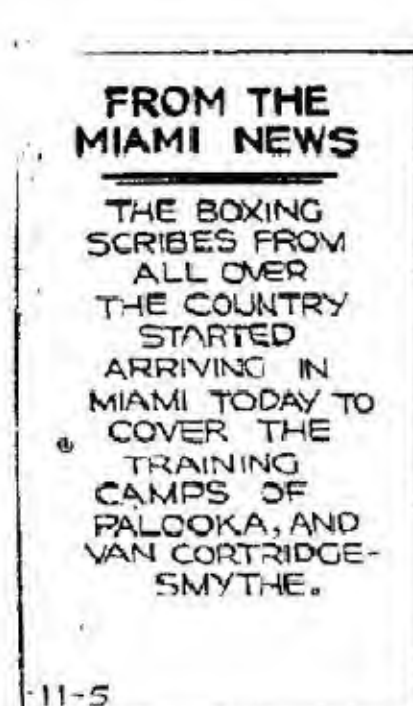 FROM THE
MIAMI NEWS
THE BOXING
SCRIBES FROM
ALL OVER
THE COUNTRY
STARTED
ARRIVING IN
MIAMI TODAY TO
COVER THE
TRAINING
CAMPS OF
PALOOKA, AND
VAN CORTRIDGE-
SMYTHE.
11-5